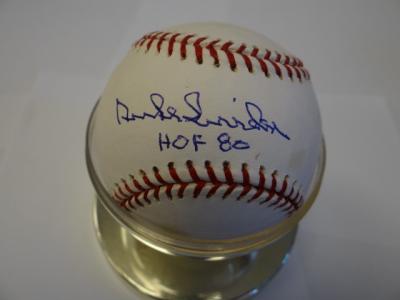 Duke Snider
HOF 80